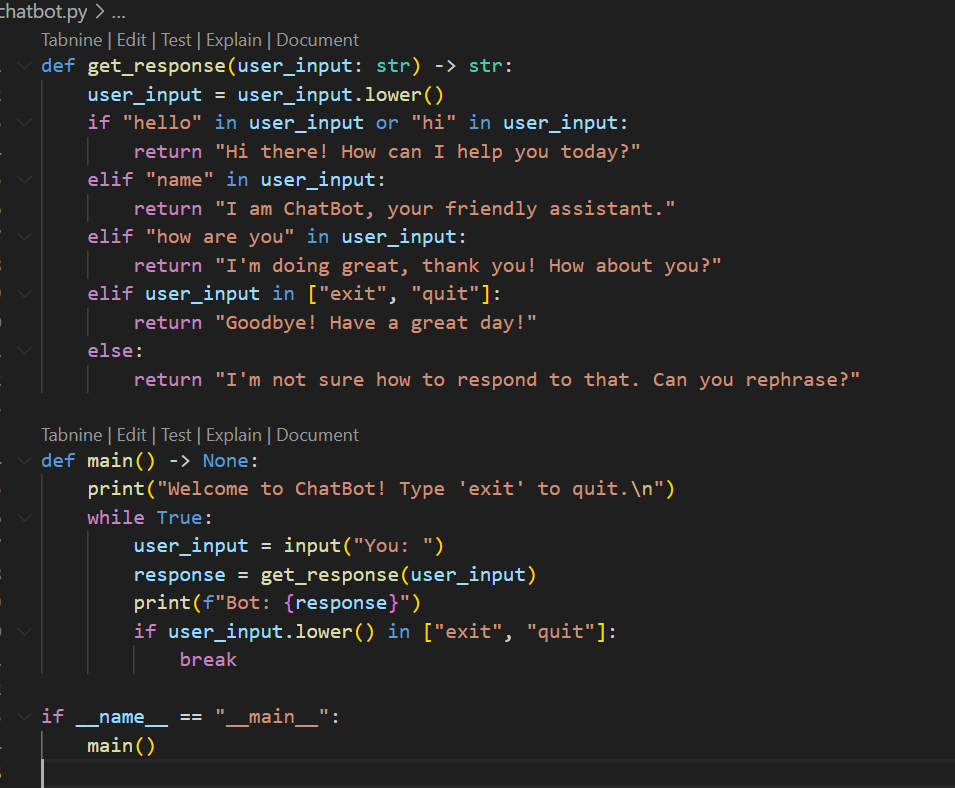 chatbot.py > ...
Tabnine | Edit | Test | Explain | Document
def get_response(user_input: str) -> str:
    user_input = user_input.lower()
    if "hello" in user_input or "hi" in user_input:
        return "Hi there! How can I help you today?"
    elif "name" in user_input:
        return "I am ChatBot, your friendly assistant."
    elif "how are you" in user_input:
        return "I'm doing great, thank you! How about you?"
    elif user_input in ["exit", "quit"]:
        return "Goodbye! Have a great day!"
    else:
        return "I'm not sure how to respond to that. Can you rephrase?"
Tabnine | Edit | Test | Explain | Document
def main() -> None:
    print("Welcome to ChatBot! Type 'exit' to quit.\n")
    while True:
        user_input = input("You: ")
        response = get_response(user_input)
        print(f"Bot: {response}")
        if user_input.lower() in ["exit", "quit"]:
            break
if __name__ == "__main__":
    main()